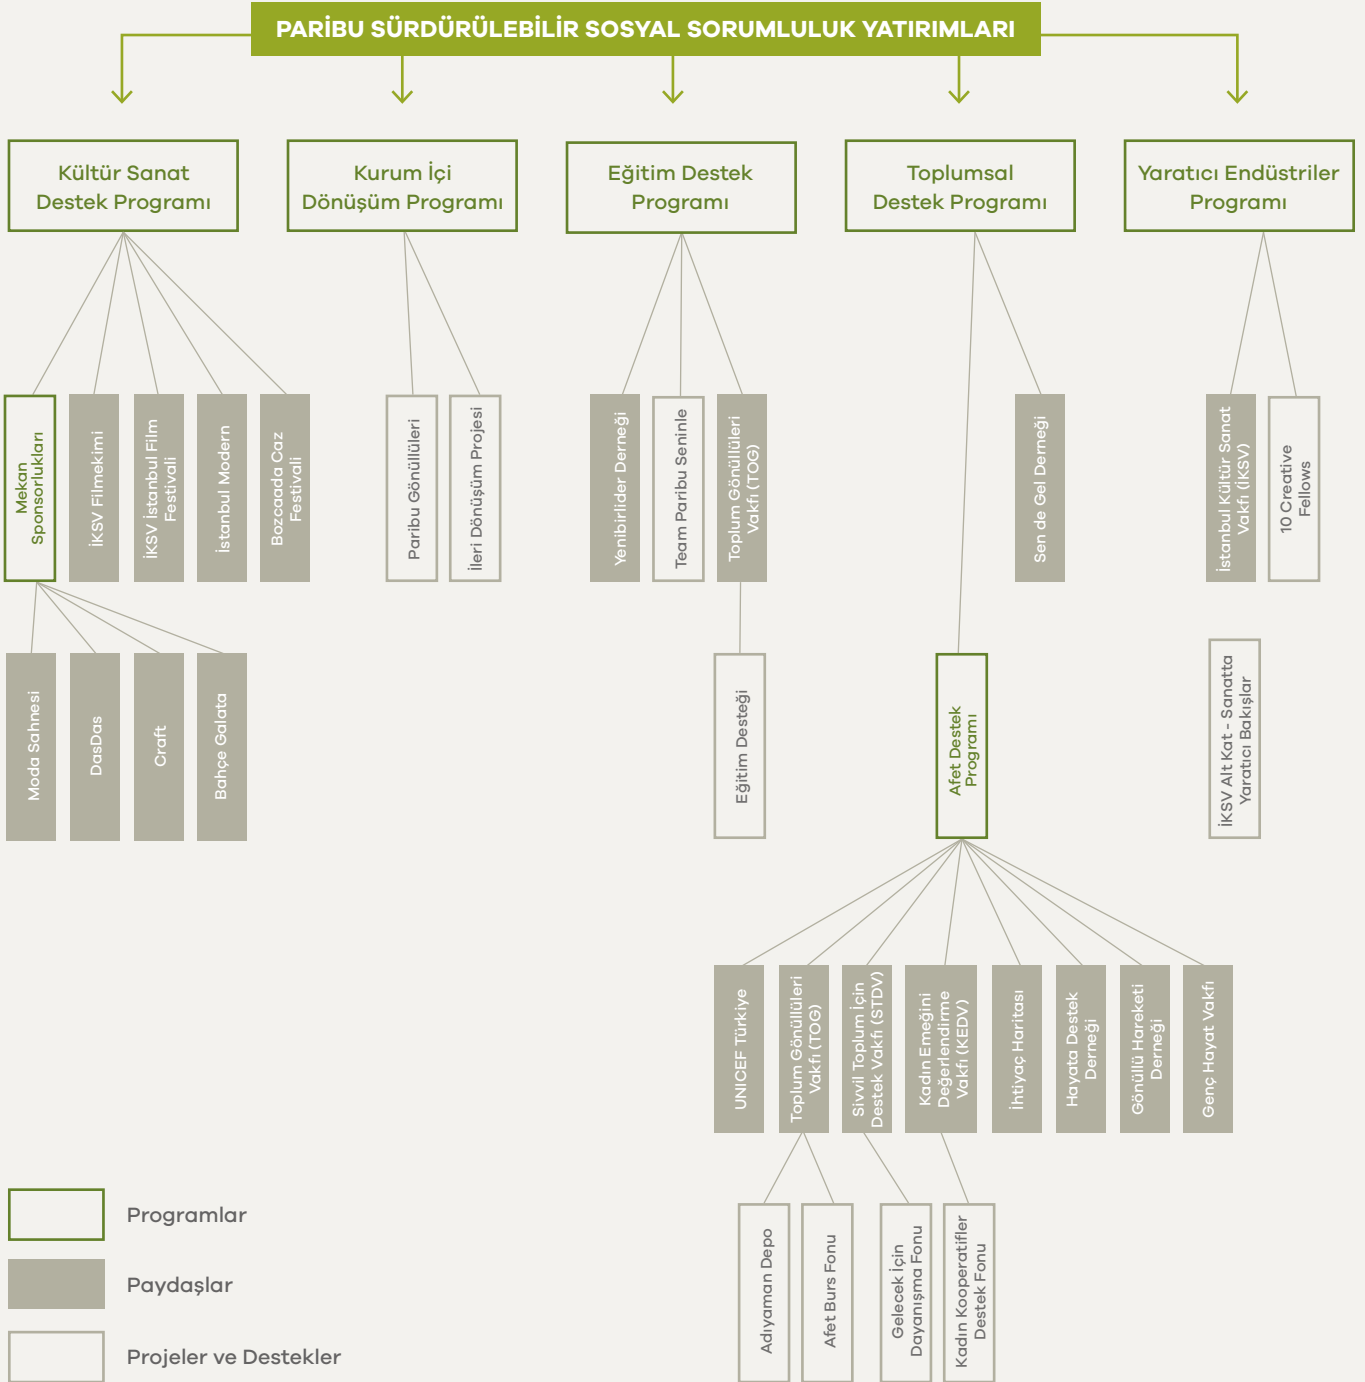 PARİBU SÜRDÜRÜLEBİLİR SOSYAL SORUMLULUK YATIRIMLARI
Kültür Sanat
Destek Programı
Kurum İçi
Dönüşüm Programı
Eğitim Destek
Programı
Toplumsal
Destek Programı
Yaratıcı Endüstriler
Programı
Mekan
Sponsorlukları
İKSV Filmekimi
İKSV İstanbul Film
Festivali
İstanbul Modern
Bozcaada Caz
Festivali
Paribu Gönüllüleri
İleri Dönüşüm Projesi
Yenibirlider Derneği
Team Paribu Seninle
Toplum Gönüllüleri
Vakfı (TOG)
Sen de Gel Derneği
İstanbul Kültür Sanat
Vakfı (İKSV)
10 Creative
Fellows
Moda Sahnesi
DasDas
Craft
Bahçe Galata
Eğitim Desteği
Afet Destek
Programı
İKSV Alt Kat - Sanatta
Yaratıcı Bakışlar
UNICEF Türkiye
Toplum Gönüllüleri
Vakfı (TOG)
Sivvil Toplum İçin
Destek Vakfı (STDV)
Kadın Emeğini
Değerlendirme
Vakfı (KEDV)
İhtiyaç Haritası
Hayata Destek
Derneği
Gönüllü Hareketi
Derneği
Genç Hayat Vakfı
Adıyaman Depo
Afet Burs Fonu
Gelecek İçin
Dayanışma Fonu
Kadın Kooperatifler
Destek Fonu
Programlar
Paydaşlar
Projeler ve Destekler